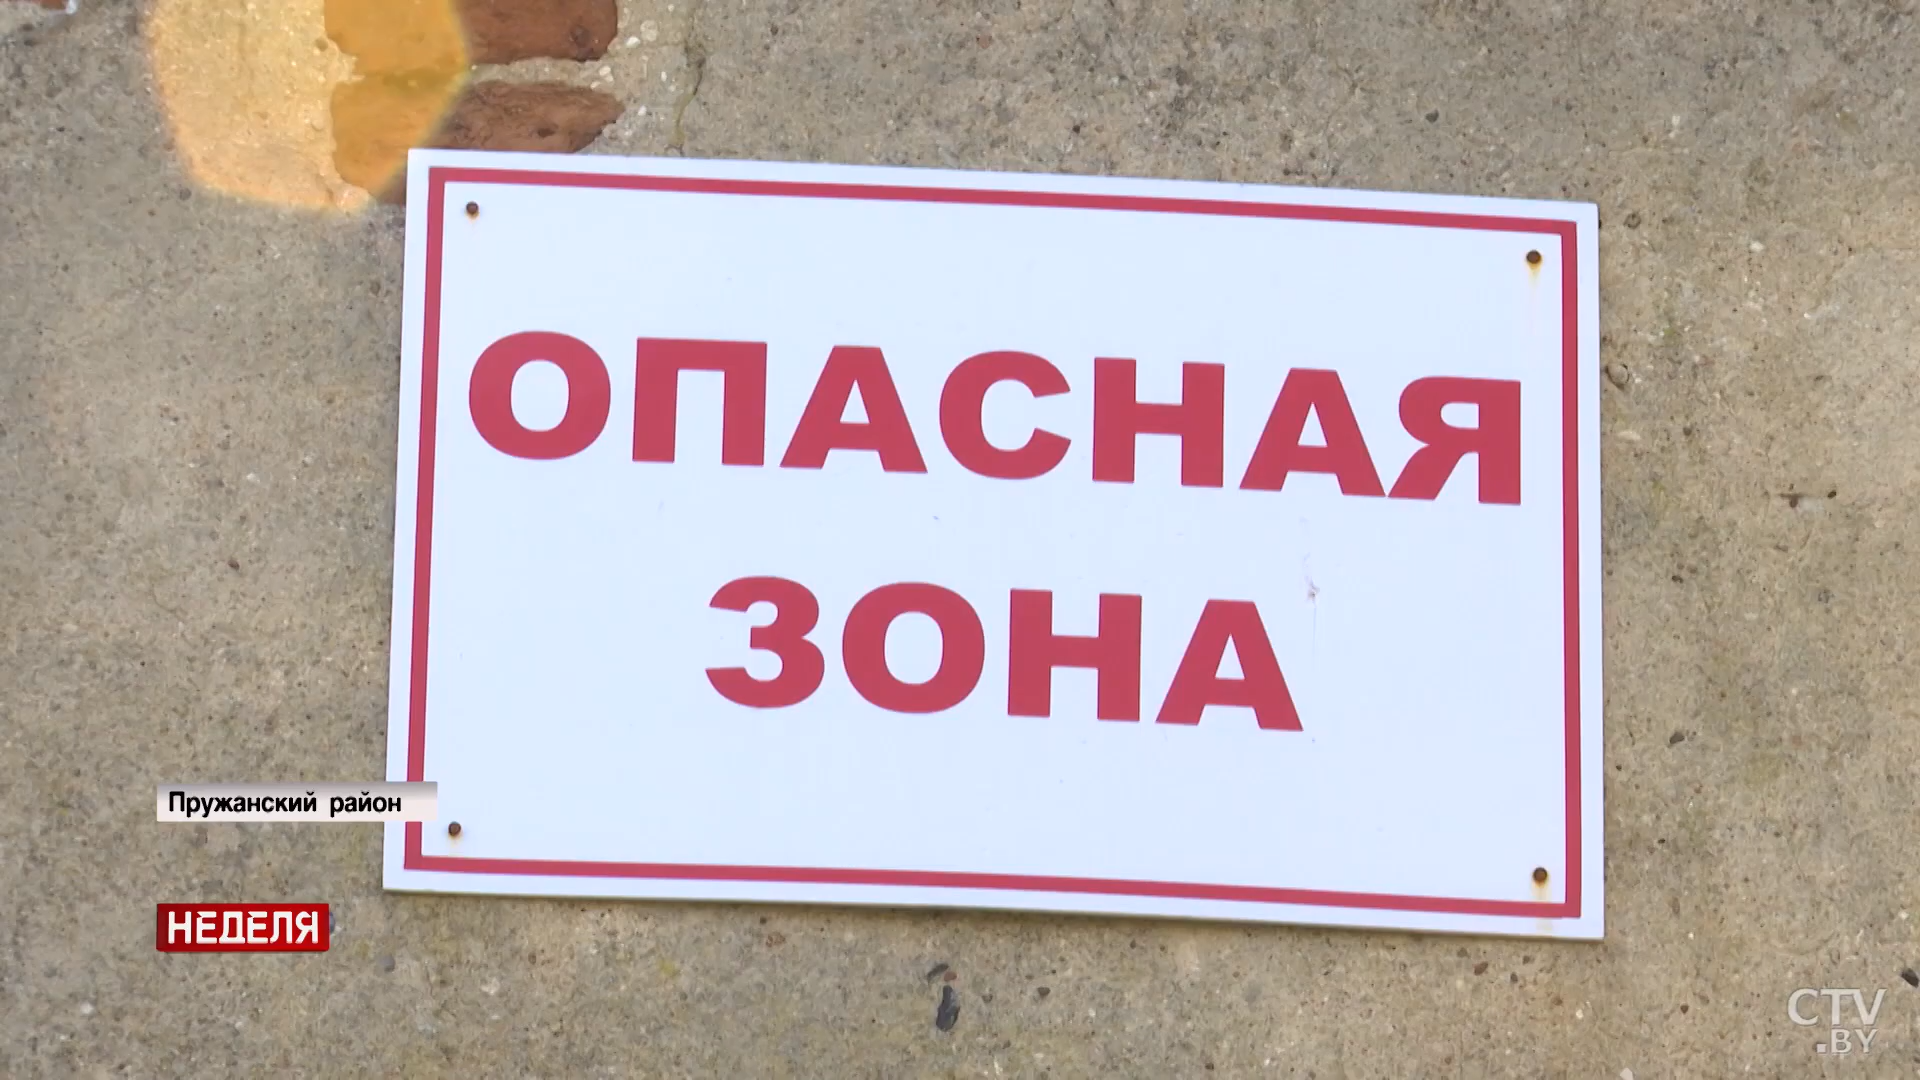 ОПАСНАЯ
ЗОНА
Пружанский район
НЕДЕЛЯ
CTV
.BY